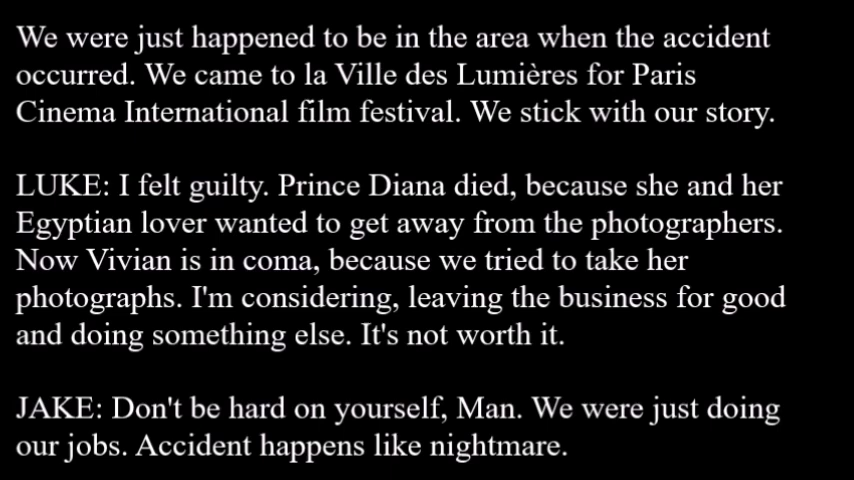 We were just happened to be in the area when the accident
occurred. We came to la Ville des Lumières for Paris
Cinema International film festival. We stick with our story.
LUKE: I felt guilty. Prince Diana died, because she and her
Egyptian lover wanted to get away from the photographers.
Now Vivian is in coma, because we tried to take her
photographs. I'm considering, leaving the business for good
and doing something else. It's not worth it.
JAKE: Don't be hard on yourself, Man. We were just doing
our jobs. Accident happens like nightmare.